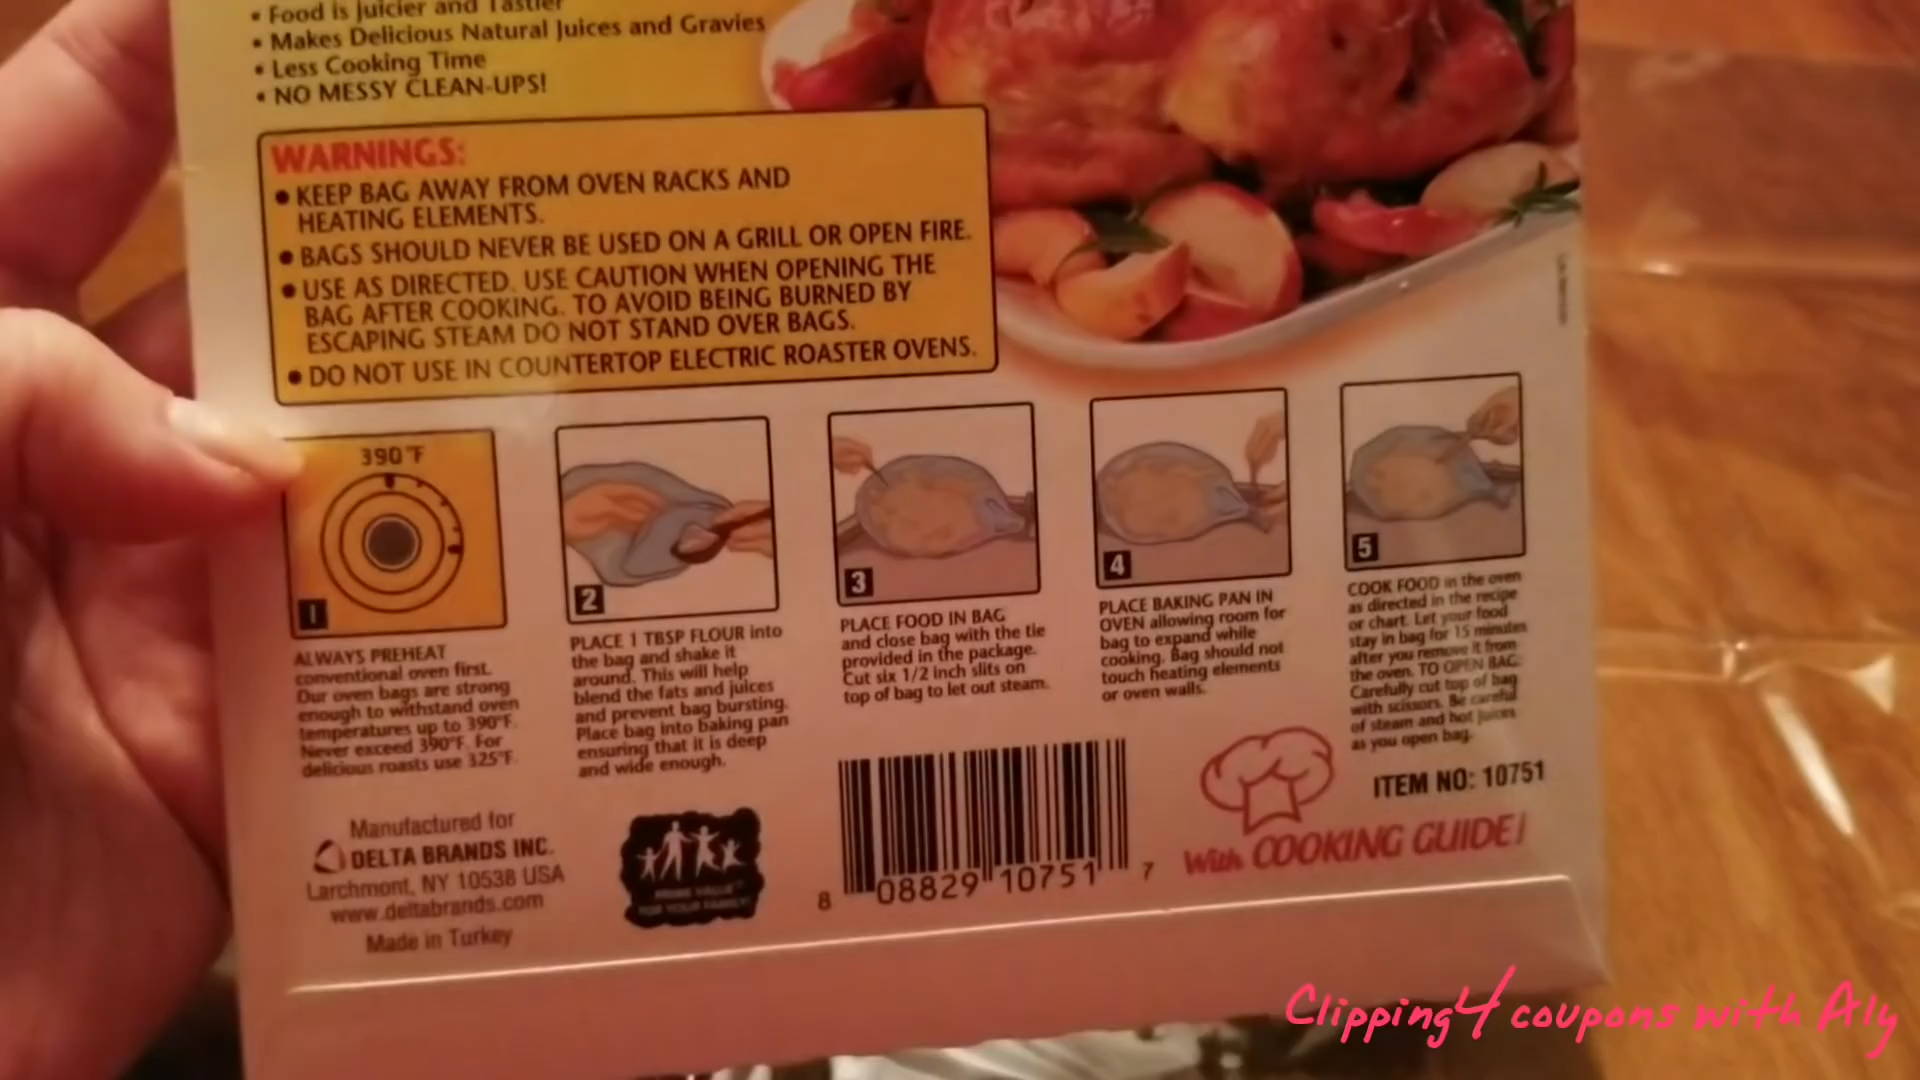 • Food is Juicier and Tastier
• Makes Delicious Natural Juices and Gravies
• Less Cooking Time
• NO MESSY CLEAN-UPS!
WARNINGS:
• KEEP BAG AWAY FROM OVEN RACKS AND
HEATING ELEMENTS.
• BAGS SHOULD NEVER BE USED ON A GRILL OR OPEN FIRE.
• USE AS DIRECTED. USE CAUTION WHEN OPENING THE
BAG AFTER COOKING. TO AVOID BEING BURNED BY
ESCAPING STEAM DO NOT STAND OVER BAGS.
• DO NOT USE IN COUNTERTOP ELECTRIC ROASTER OVENS.
390°F
1
ALWAYS PREHEAT
conventional oven first.
Our oven bags are strong
enough to withstand oven
temperatures up to 390°F.
Never exceed 390°F. For
delicious roasts use 325°F.
2
PLACE 1 TBSP FLOUR into
the bag and shake it
around. This will help
blend the fats and juices
and prevent bag bursting.
Place bag into baking pan
ensuring that it is deep
and wide enough.
3
PLACE FOOD IN BAG
and close bag with the tie
provided in the package.
Cut six 1/2 inch slits on
top of bag to let out steam.
4
PLACE BAKING PAN IN
OVEN allowing room for
bag to expand while
cooking. Bag should not
touch heating elements
or oven walls.
5
COOK FOOD in the oven
as directed in the recipe
or chart. Let your food
stay in bag for 15 minutes
after you remove it from
the oven. TO OPEN BAG:
Carefully cut top of bag
with scissors. Be careful
of steam and hot juices
as you open bag.
Manufactured for
DELTA BRANDS INC.
Larchmont, NY 10538 USA
www.deltabrands.com
Made in Turkey
FOR YOUR FAMILY
8 08829 10751 7
ITEM NO: 10751
With COOKING GUIDE!
Clipping4 coupons with Aly